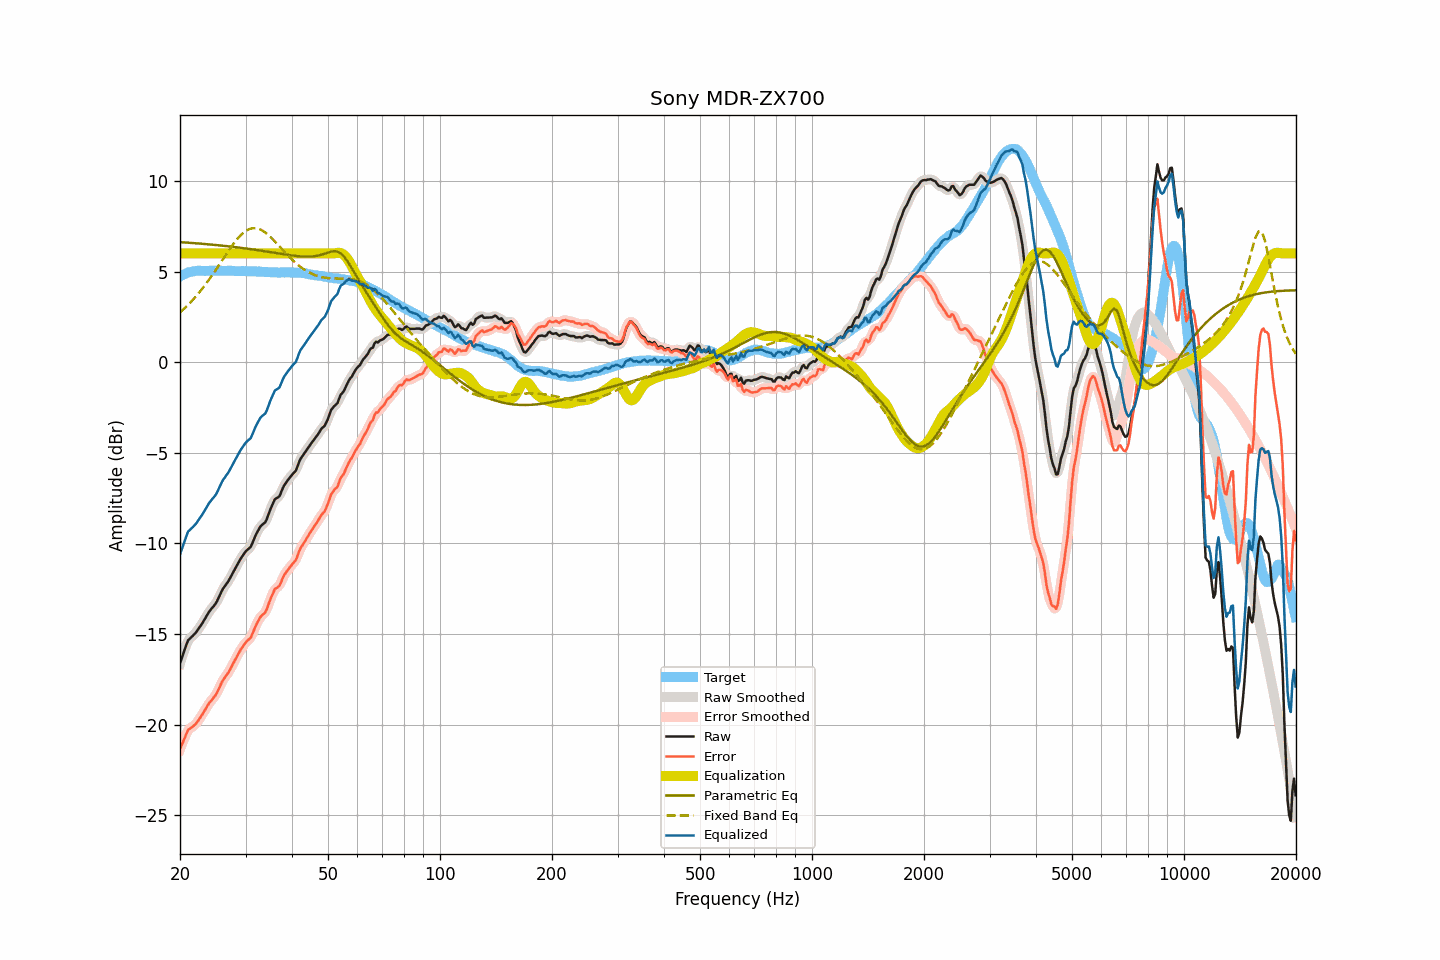 Sony MDR-ZX700
Amplitude (dBr)
10
5
0
−5
−10
−15
−20
−25
Target
Raw Smoothed
Error Smoothed
Raw
Error
Equalization
Parametric Eq
Fixed Band Eq
Equalized
20 50 100 200 500 1000 2000 5000 10000 20000
Frequency (Hz)